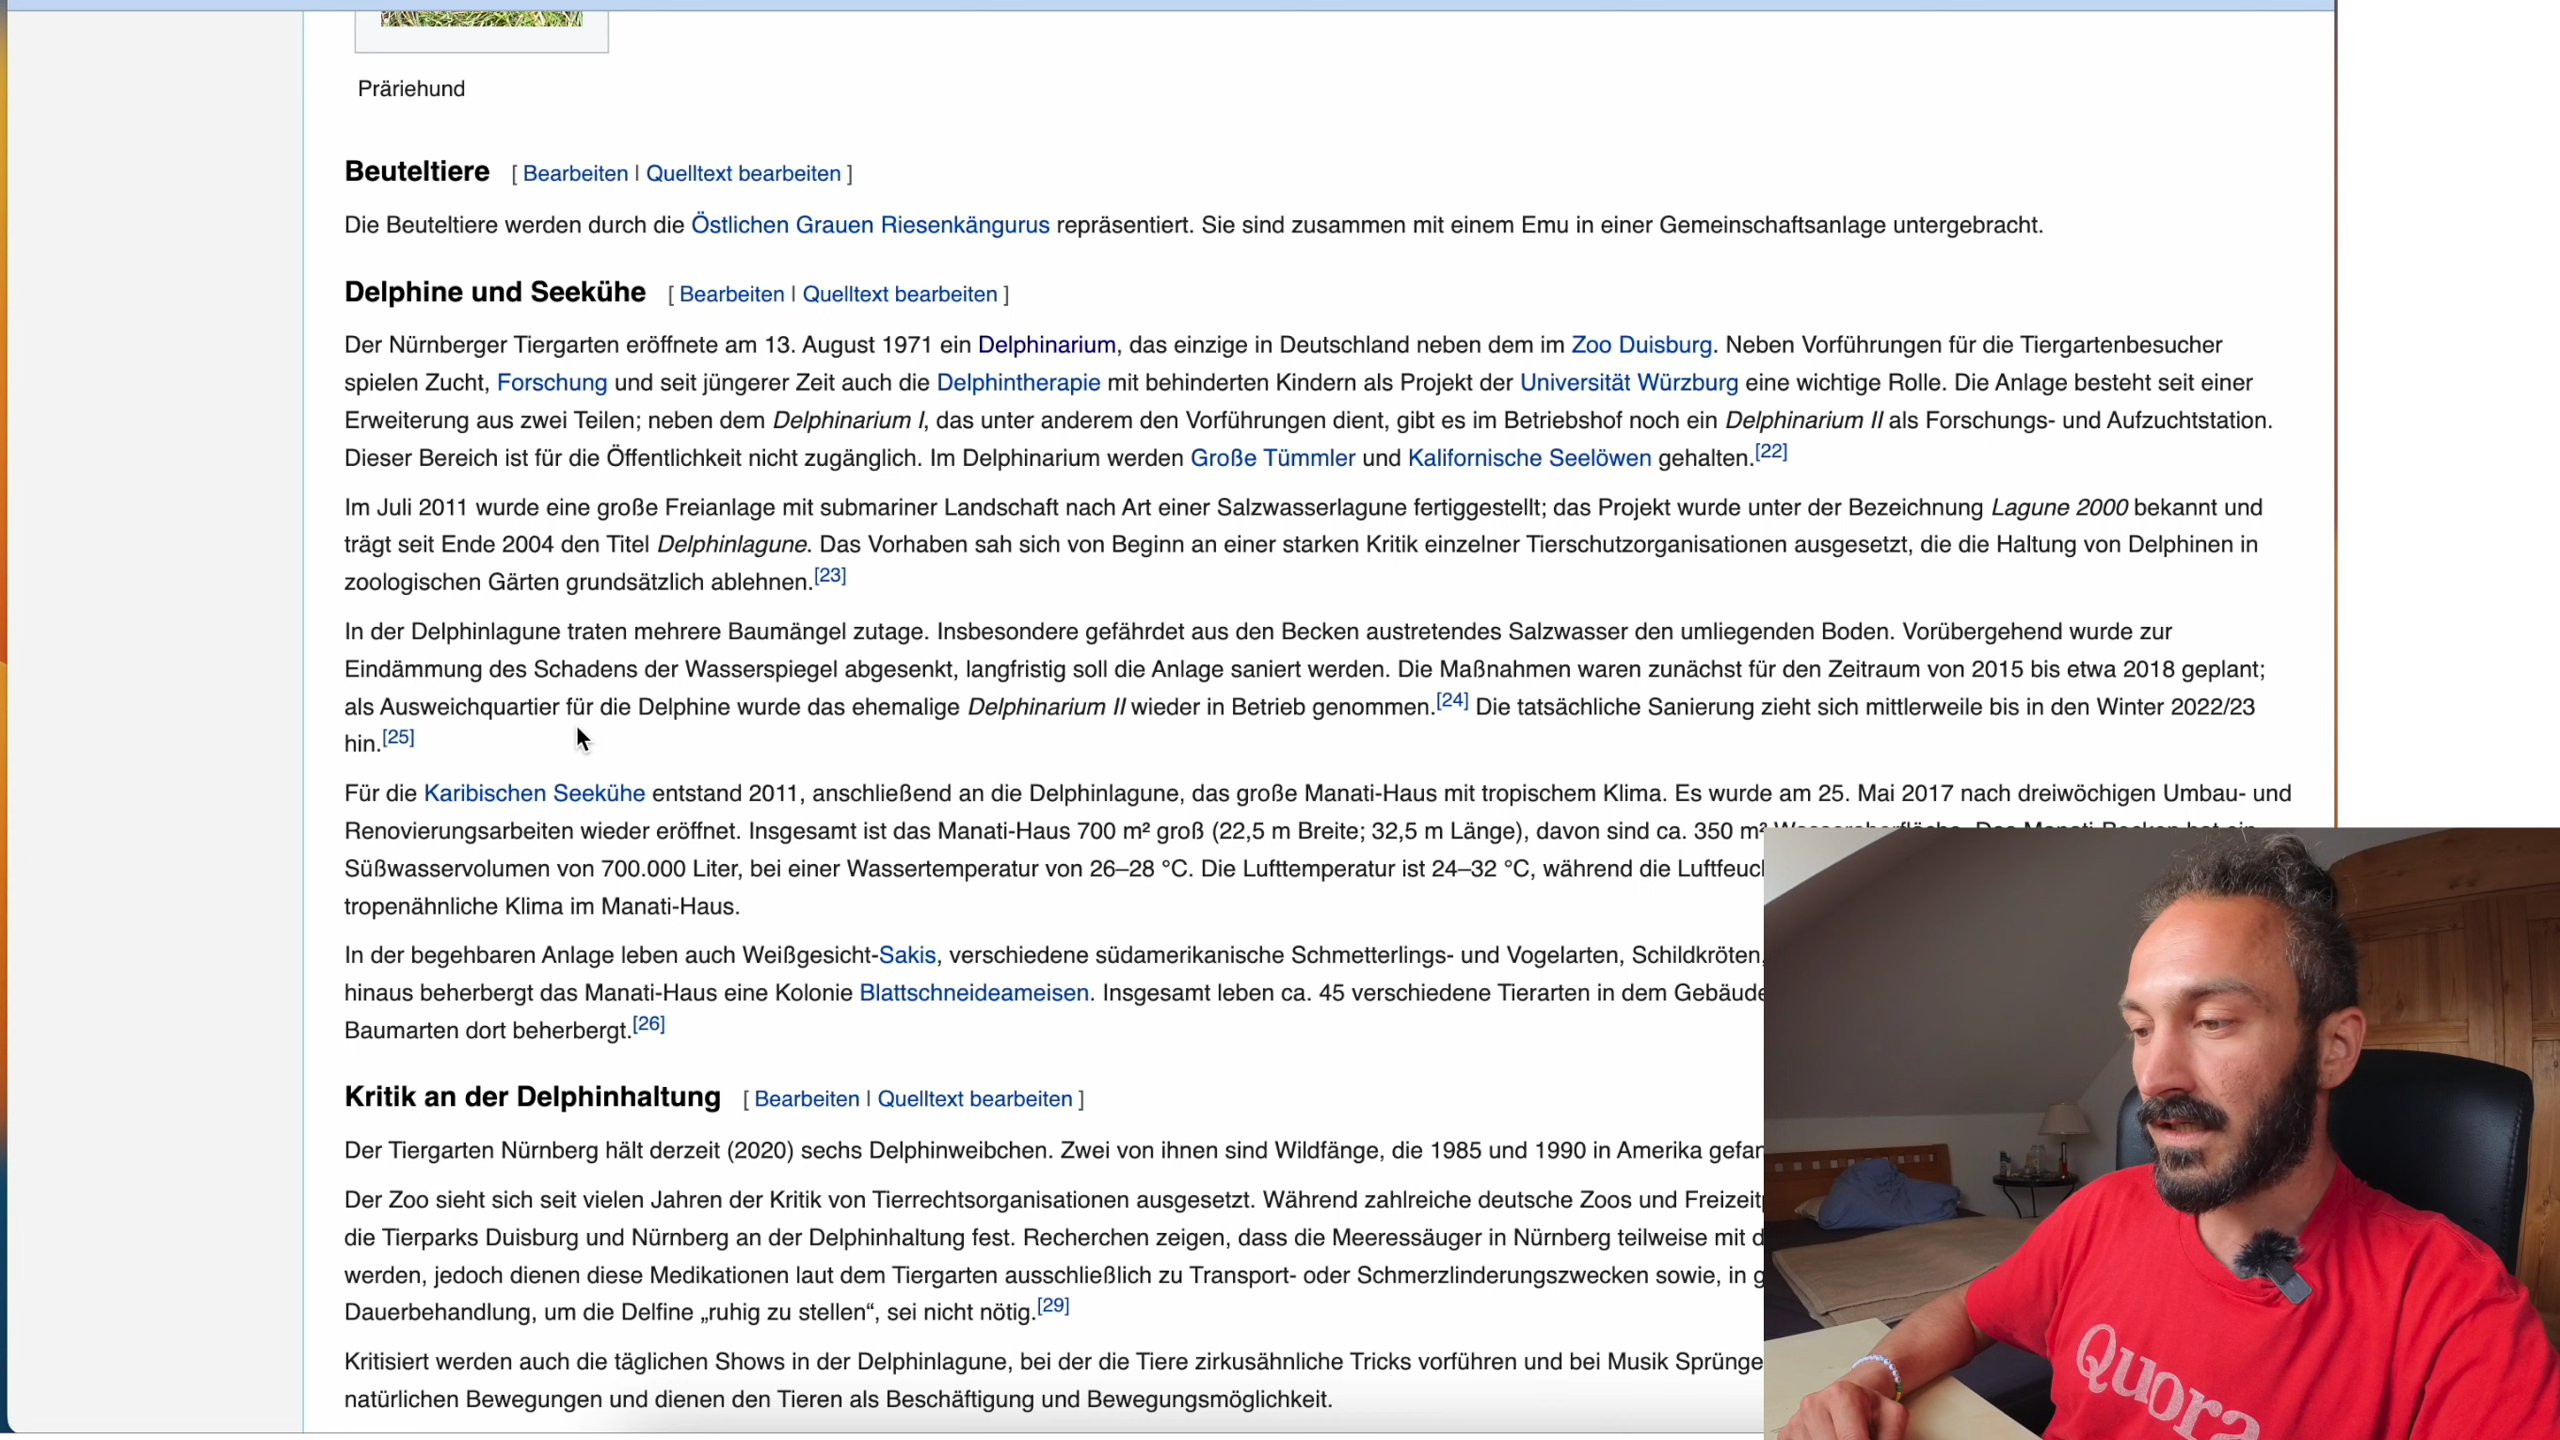 Präriehund
Beuteltiere [ Bearbeiten | Quelltext bearbeiten ]
Die Beuteltiere werden durch die Östlichen Grauen Riesenkängurus repräsentiert. Sie sind zusammen mit einem Emu in einer Gemeinschaftsanlage untergebracht.
Delphine und Seekühe [ Bearbeiten | Quelltext bearbeiten ]
Der Nürnberger Tiergarten eröffnete am 13. August 1971 ein Delphinarium, das einzige in Deutschland neben dem im Zoo Duisburg. Neben Vorführungen für die Tiergartenbesucher
spielen Zucht, Forschung und seit jüngerer Zeit auch die Delphintherapie mit behinderten Kindern als Projekt der Universität Würzburg eine wichtige Rolle. Die Anlage besteht seit einer
Erweiterung aus zwei Teilen; neben dem Delphinarium I, das unter anderem den Vorführungen dient, gibt es im Betriebshof noch ein Delphinarium II als Forschungs- und Aufzuchtstation.
Dieser Bereich ist für die Öffentlichkeit nicht zugänglich. Im Delphinarium werden Große Tümmler und Kalifornische Seelöwen gehalten.[22]
Im Juli 2011 wurde eine große Freianlage mit submariner Landschaft nach Art einer Salzwasserlagune fertiggestellt; das Projekt wurde unter der Bezeichnung Lagune 2000 bekannt und
trägt seit Ende 2004 den Titel Delphinlagune. Das Vorhaben sah sich von Beginn an einer starken Kritik einzelner Tierschutzorganisationen ausgesetzt, die die Haltung von Delphinen in
zoologischen Gärten grundsätzlich ablehnen.[23]
In der Delphinlagune traten mehrere Baumängel zutage. Insbesondere gefährdet aus den Becken austretendes Salzwasser den umliegenden Boden. Vorübergehend wurde zur
Eindämmung des Schadens der Wasserspiegel abgesenkt, langfristig soll die Anlage saniert werden. Die Maßnahmen waren zunächst für den Zeitraum von 2015 bis etwa 2018 geplant;
als Ausweichquartier für die Delphine wurde das ehemalige Delphinarium II wieder in Betrieb genommen.[24] Die tatsächliche Sanierung zieht sich mittlerweile bis in den Winter 2022/23
hin.[25]
Für die Karibischen Seekühe entstand 2011, anschließend an die Delphinlagune, das große Manati-Haus mit tropischem Klima. Es wurde am 25. Mai 2017 nach dreiwöchigen Umbau- und
Renovierungsarbeiten wieder eröffnet. Insgesamt ist das Manati-Haus 700 m² groß (22,5 m Breite; 32,5 m Länge), davon sind ca. 350 m²
Süßwasservolumen von 700.000 Liter, bei einer Wassertemperatur von 26–28 °C. Die Lufttemperatur ist 24–32 °C, während die
tropenähnliche Klima im Manati-Haus.
In der begehbaren Anlage leben auch Weißgesicht-Sakis, verschiedene südamerikanische Schmetterlings- und Vogelarten, Schildkröten,
hinaus beherbergt das Manati-Haus eine Kolonie Blattschneideameisen. Insgesamt leben ca. 45 verschiedene Tierarten in dem Gebäude
Baumarten dort beherbergt.[26]
Kritik an der Delphinhaltung [ Bearbeiten | Quelltext bearbeiten ]
Der Tiergarten Nürnberg hält derzeit (2020) sechs Delphinweibchen. Zwei von ihnen sind Wildfänge, die 1985 und 1990 in Amerika
Der Zoo sieht sich seit vielen Jahren der Kritik von Tierrechtsorganisationen ausgesetzt. Während zahlreiche deutsche Zoos und
die Tierparks Duisburg und Nürnberg an der Delphinhaltung fest. Recherchen zeigen, dass die Meeressäuger in Nürnberg teilweise mit
werden, jedoch dienen diese Medikationen laut dem Tiergarten ausschließlich zu Transport- oder Schmerzlinderungszwecken sowie, in
Dauerbehandlung, um die Delfine „ruhig zu stellen“, sei nicht nötig.[29]
Kritisiert werden auch die täglichen Shows in der Delphinlagune, bei der die Tiere zirkusähnliche Tricks vorführen und bei Musik Sprünge
natürlichen Bewegungen und dienen den Tieren als Beschäftigung und Bewegungsmöglichkeit.
Quora